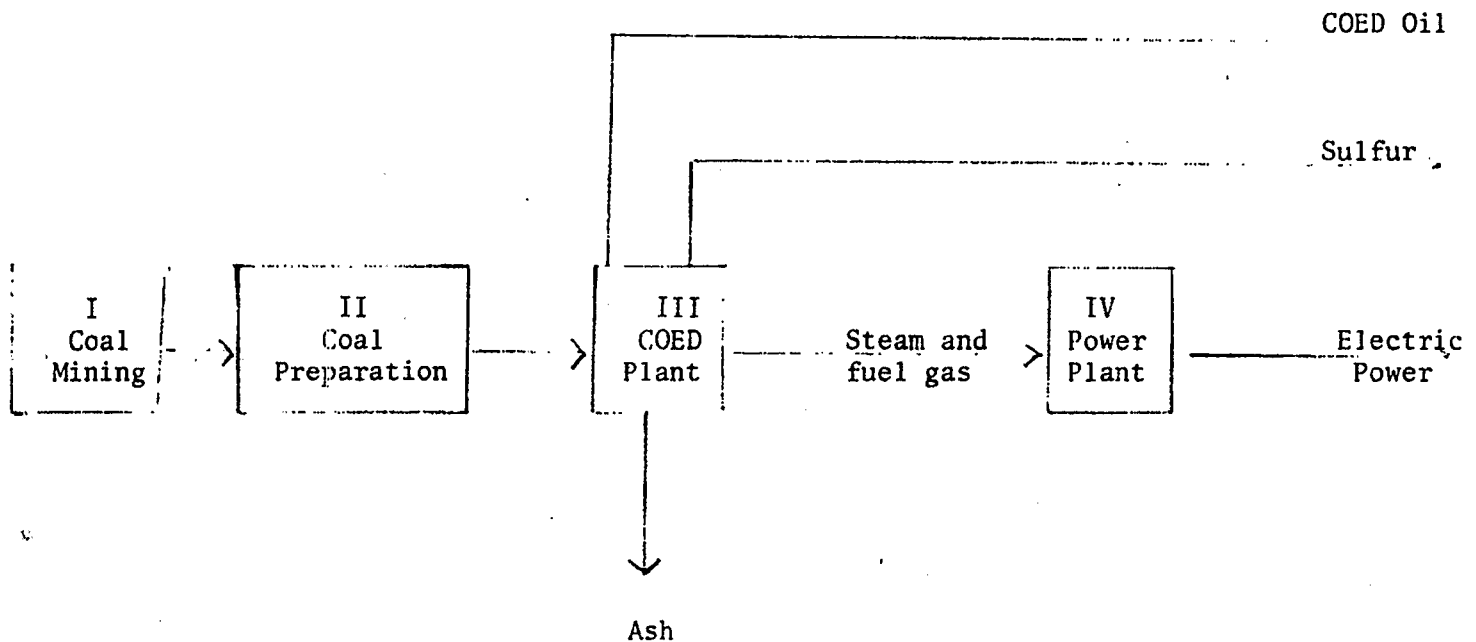 COED Oil
Sulfur
I
Coal
Mining
II
Coal
Preparation
III
COED
Plant
Steam and
fuel gas
IV
Power
Plant
Electric
Power
Ash